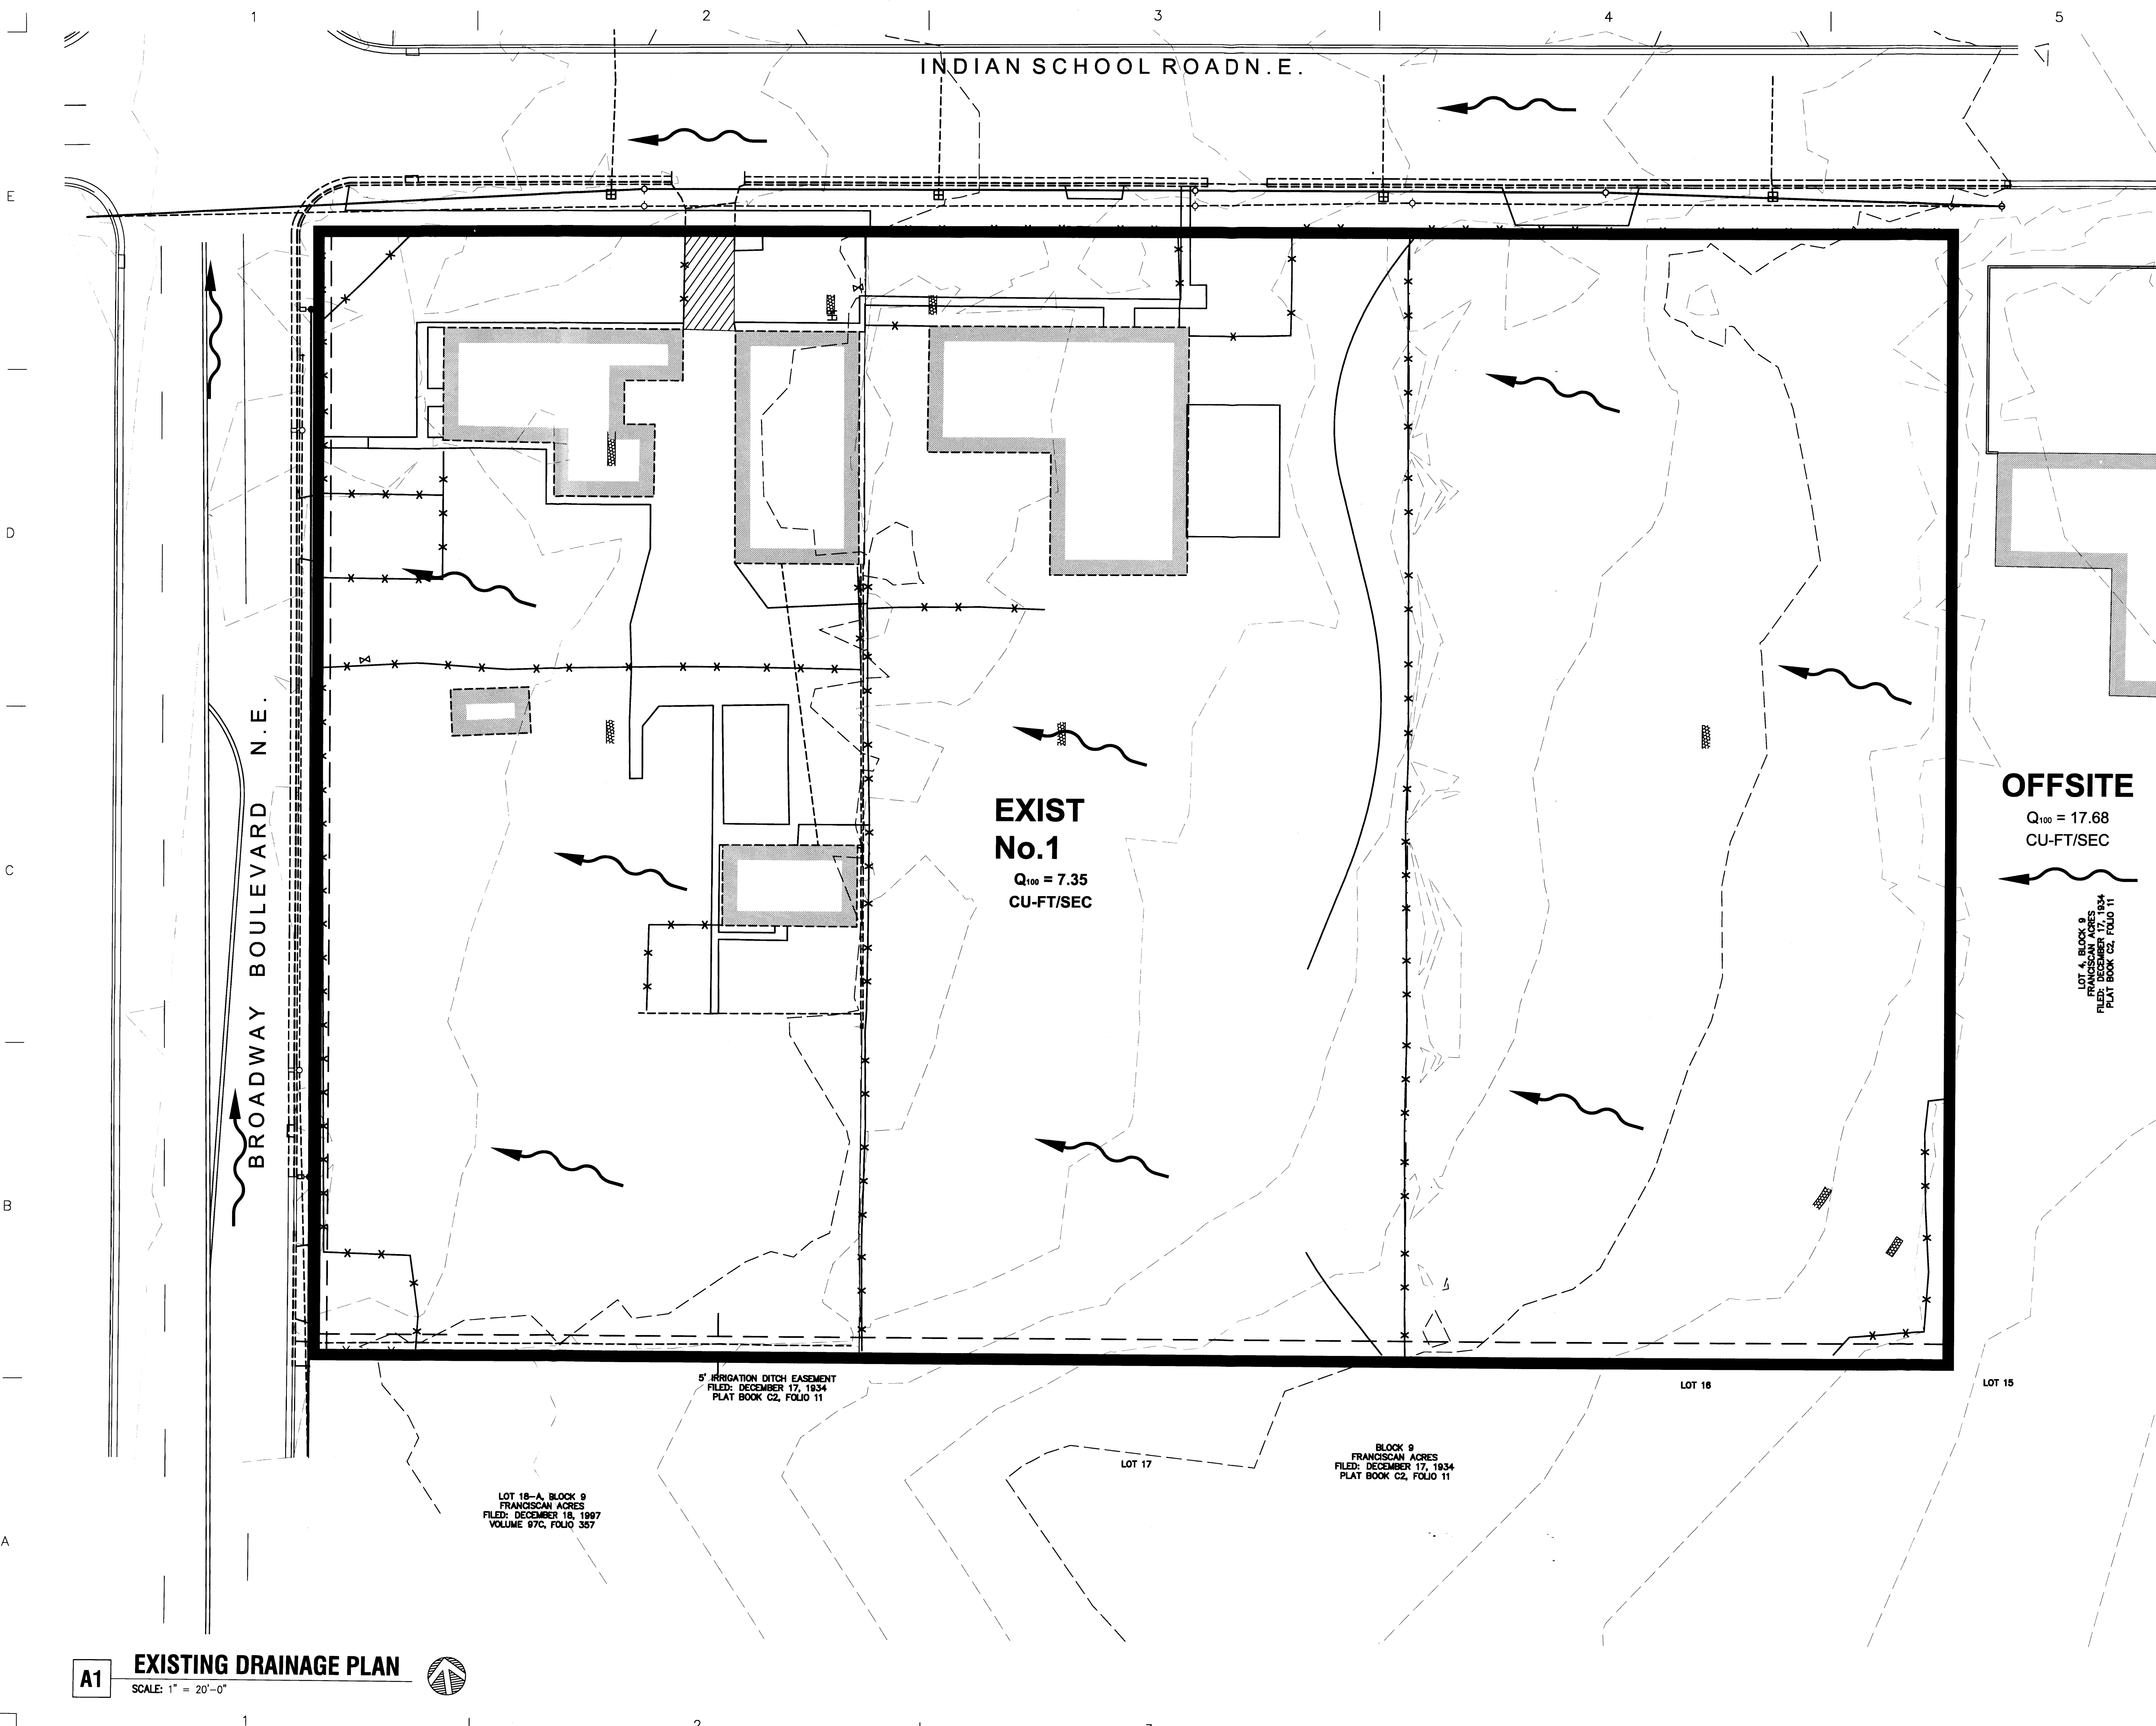 1 2 3 4 5
INDIAN SCHOOL ROAD N.E.
E
D
BROADWAY BOULEVARD N.E.
EXIST
No.1
Q100 = 7.35
CU-FT/SEC
OFFSITE
Q100 = 17.68
CU-FT/SEC
C
LOT 4, BLOCK 9
FRANCISCAN ACRES
FILED: DECEMBER 17, 1934
PLAT BOOK C2, FOLIO 11
B
5' IRRIGATION DITCH EASEMENT
FILED: DECEMBER 17, 1934
PLAT BOOK C2, FOLIO 11
LOT 16
LOT 15
LOT 17
BLOCK 9
FRANCISCAN ACRES
FILED: DECEMBER 17, 1934
PLAT BOOK C2, FOLIO 11
LOT 18-A, BLOCK 9
FRANCISCAN ACRES
FILED: DECEMBER 18, 1997
VOLUME 97C, FOLIO 357
A
A1
EXISTING DRAINAGE PLAN
SCALE: 1" = 20'-0"
1